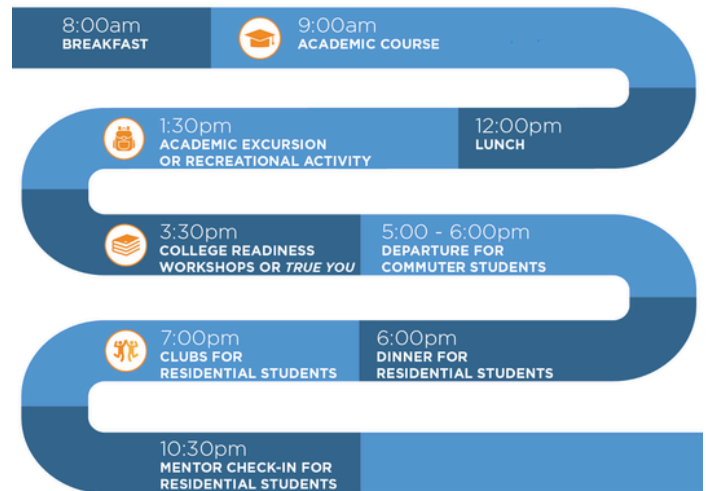 8:00am
BREAKFAST
9:00am
ACADEMIC COURSE
12:00pm
LUNCH
1:30pm
ACADEMIC EXCURSION
OR RECREATIONAL ACTIVITY
3:30pm
COLLEGE READINESS
WORKSHOPS OR TRUE YOU
5:00 - 6:00pm
DEPARTURE FOR
COMMUTER STUDENTS
6:00pm
DINNER FOR
RESIDENTIAL STUDENTS
7:00pm
CLUBS FOR
RESIDENTIAL STUDENTS
10:30pm
MENTOR CHECK-IN FOR
RESIDENTIAL STUDENTS